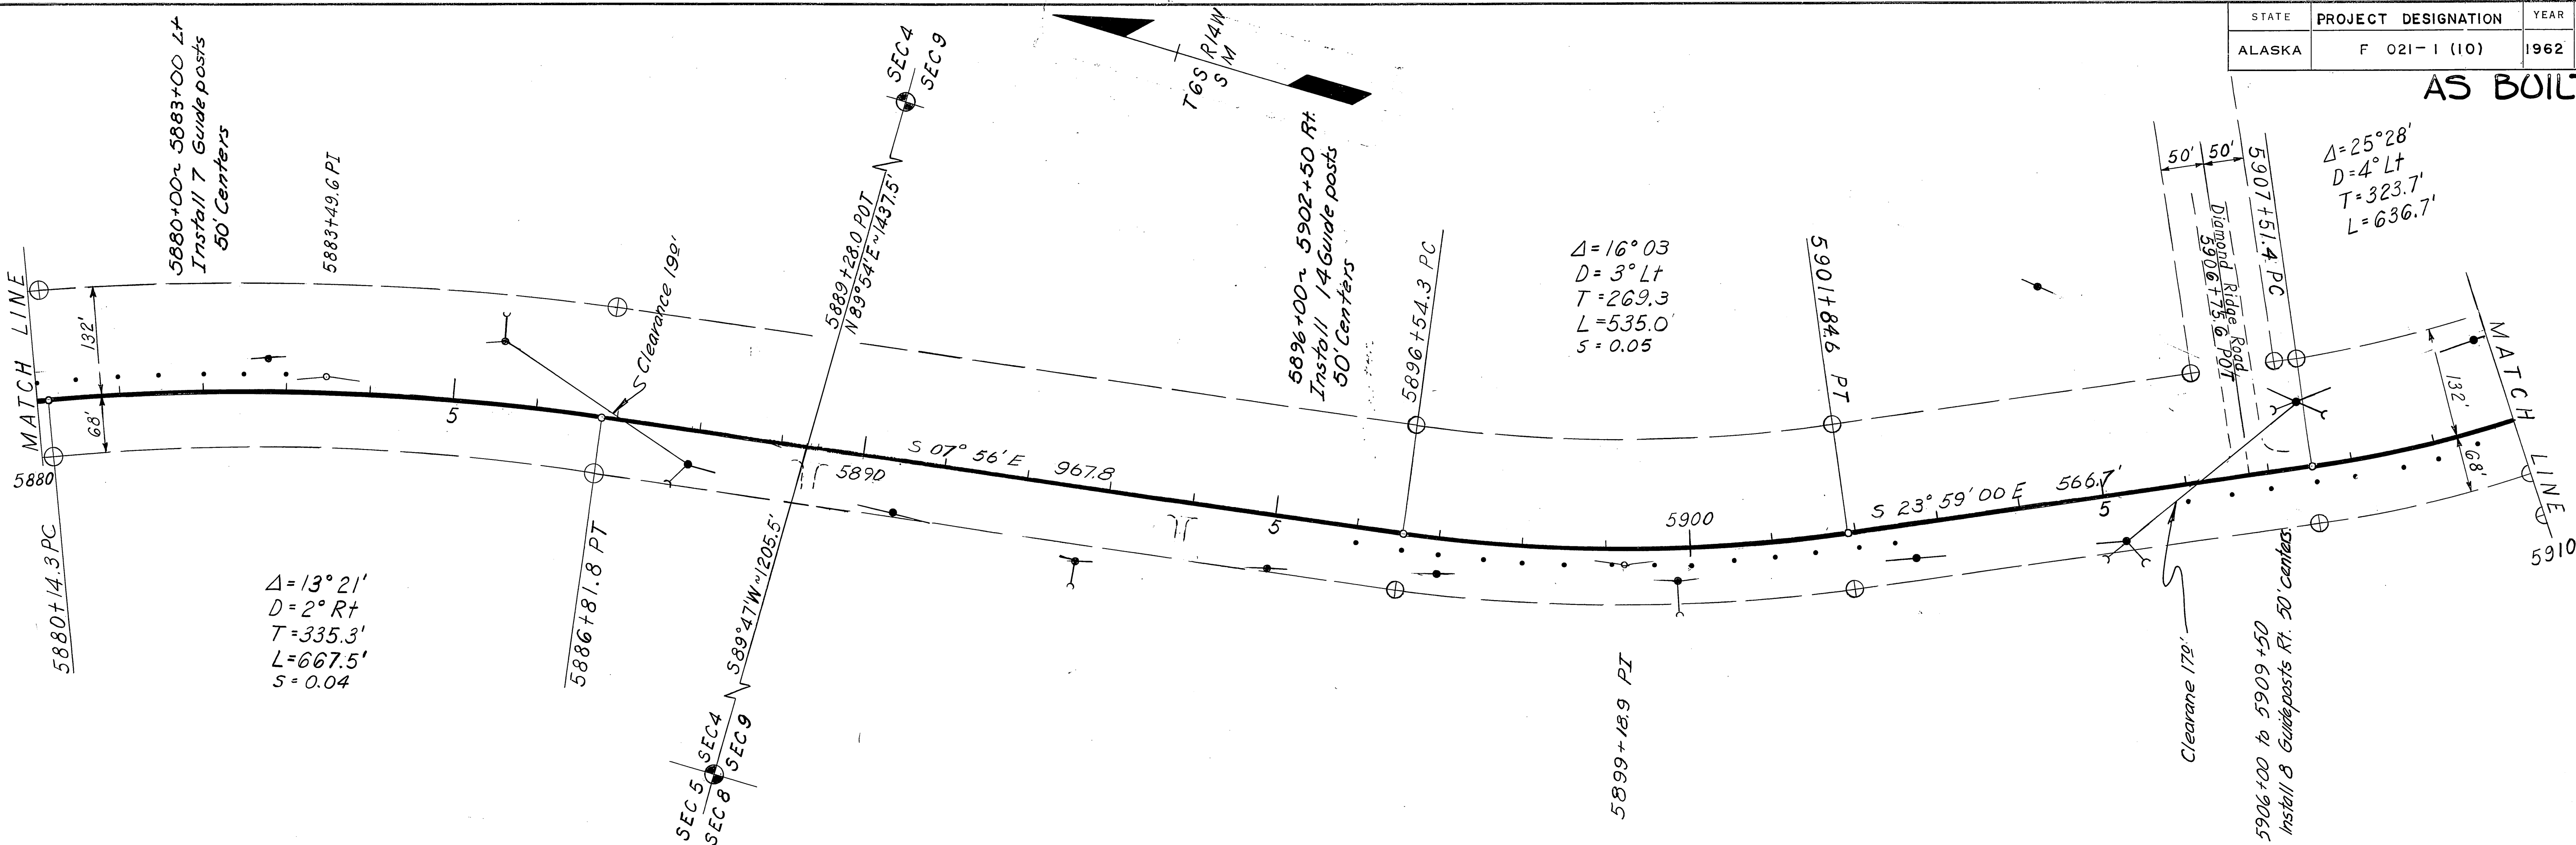 STATE PROJECT DESIGNATION YEAR
ALASKA F 021-1 (10) 1962
AS BUIL
5880+00~ 5883+00 Lt
Install 7 Guide posts
50' Centers
5883+49.6 PI
SEC 4
SEC 9
T6S R14W
S M
5889+28.0 POT
N 89°54'E~1437.5'
S Clearance 19.0'
5896+00~ 5902+50 Rt.
Install 14 Guide posts
50' Centers
5896+54.3 PC
Δ=16° 03
D= 3° Lt
T=269.3
L=535.0'
S=0.05
5901+84.6 PT
50' 50'
Diamond Ridge Road
5906+75.6 POT
5907+51.4 PC
Δ=25°28'
D=4° Lt
T=323.7'
L=636.7'
MATCH LINE
132'
68'
5880
5
5890
S 07° 56' E 967.8
5
5900
S 23° 59' 00 E 566.7'
5
132'
68'
MATCH LINE
5910
5880+14.3 PC
Δ=13° 21'
D=2° Rt
T=335.3'
L=667.5'
S=0.04
5886+81.8 PT
S89°47'W~1205.5'
SEC 5 SEC 4
SEC 8 SEC 9
5899+18.9 PI
Clearane 17.0'
5906+00 to 5909+50
Install 8 Guideposts Rt. 50' centers